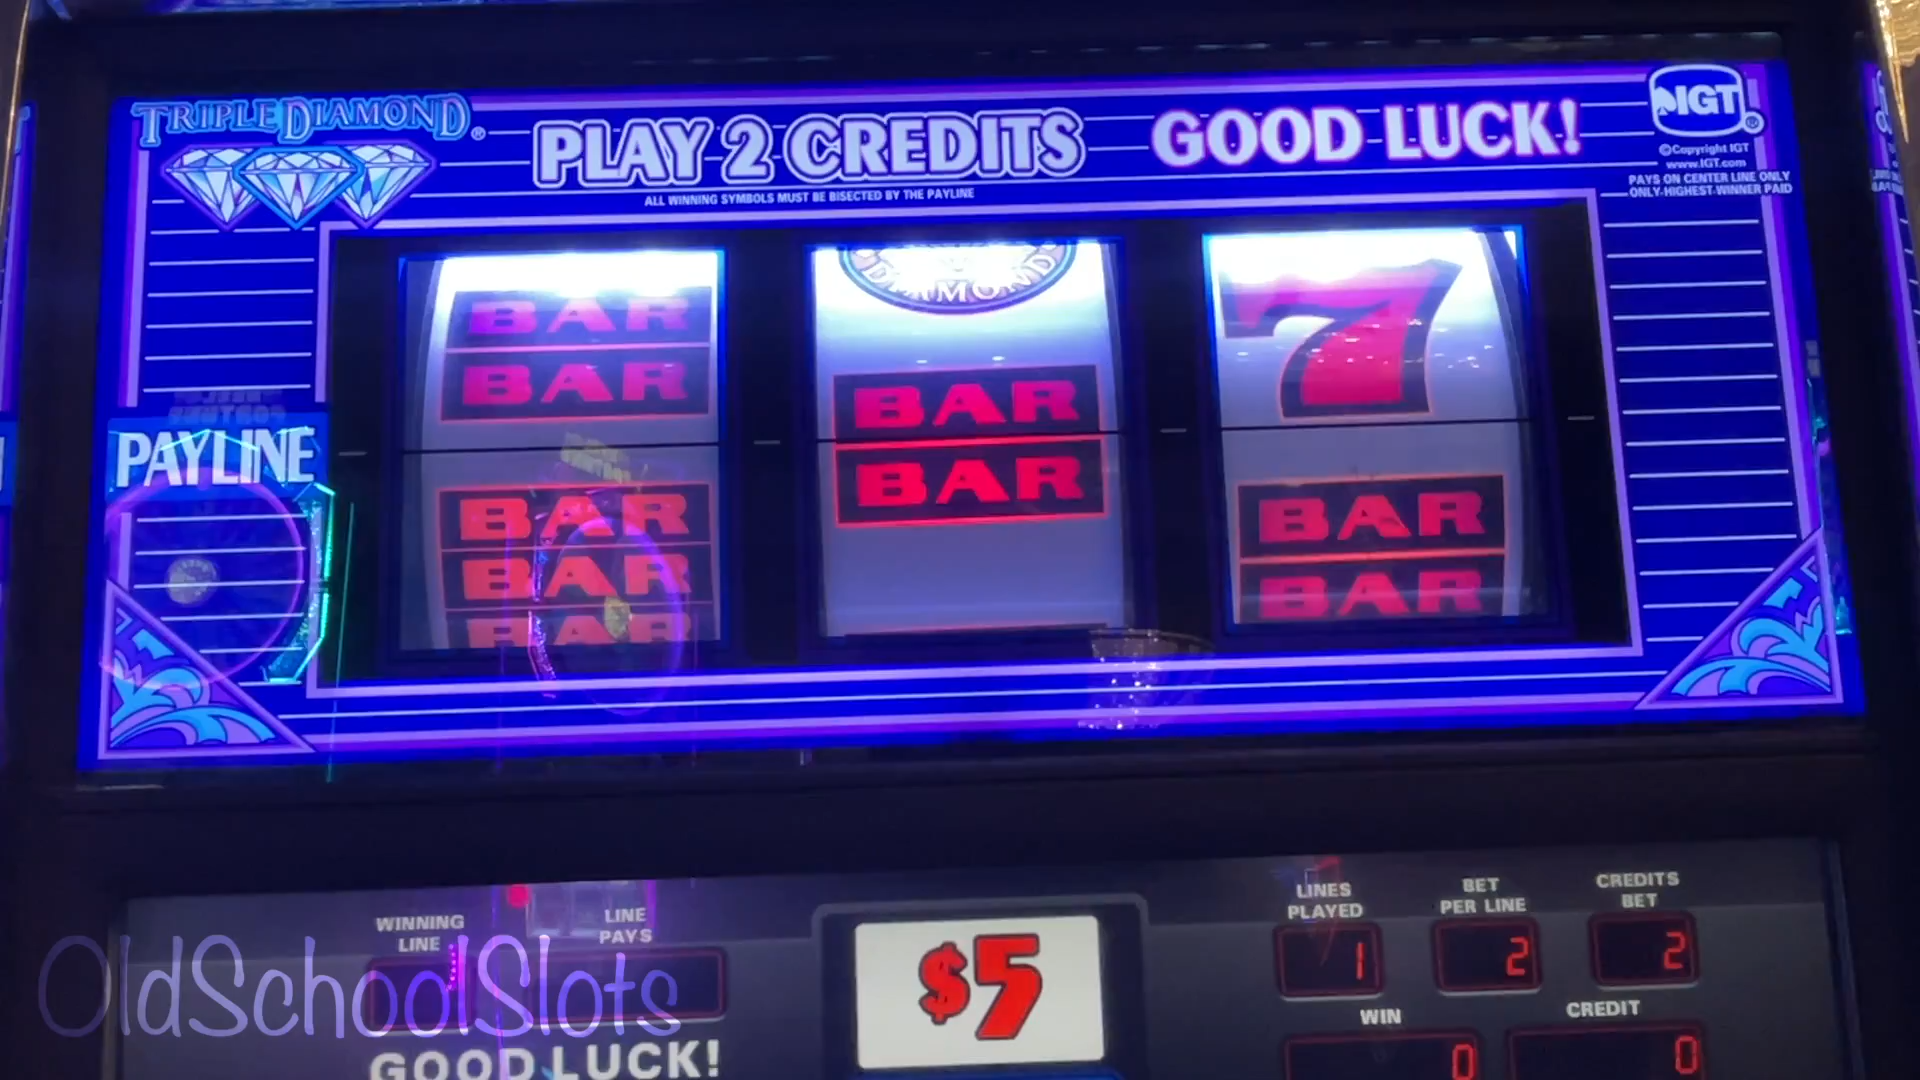 TRIPLE DIAMOND®
PLAY 2 CREDITS
GOOD LUCK!
IGT®
©Copyright IGT
www.IGT.com
PAYS ON CENTER LINE ONLY
ONLY HIGHEST WINNER PAID
ALL WINNING SYMBOLS MUST BE BISECTED BY THE PAYLINE
DIAMOND
BAR
BAR
7
BAR
BAR
PAYLINE
BAR
BAR
BAR
BAR
BAR
WINNING
LINE
LINE
PAYS
$5
LINES
PLAYED
1
BET
PER LINE
2
CREDITS
BET
2
WIN
0
CREDIT
0
OldSchoolSlots
GOOD LUCK!